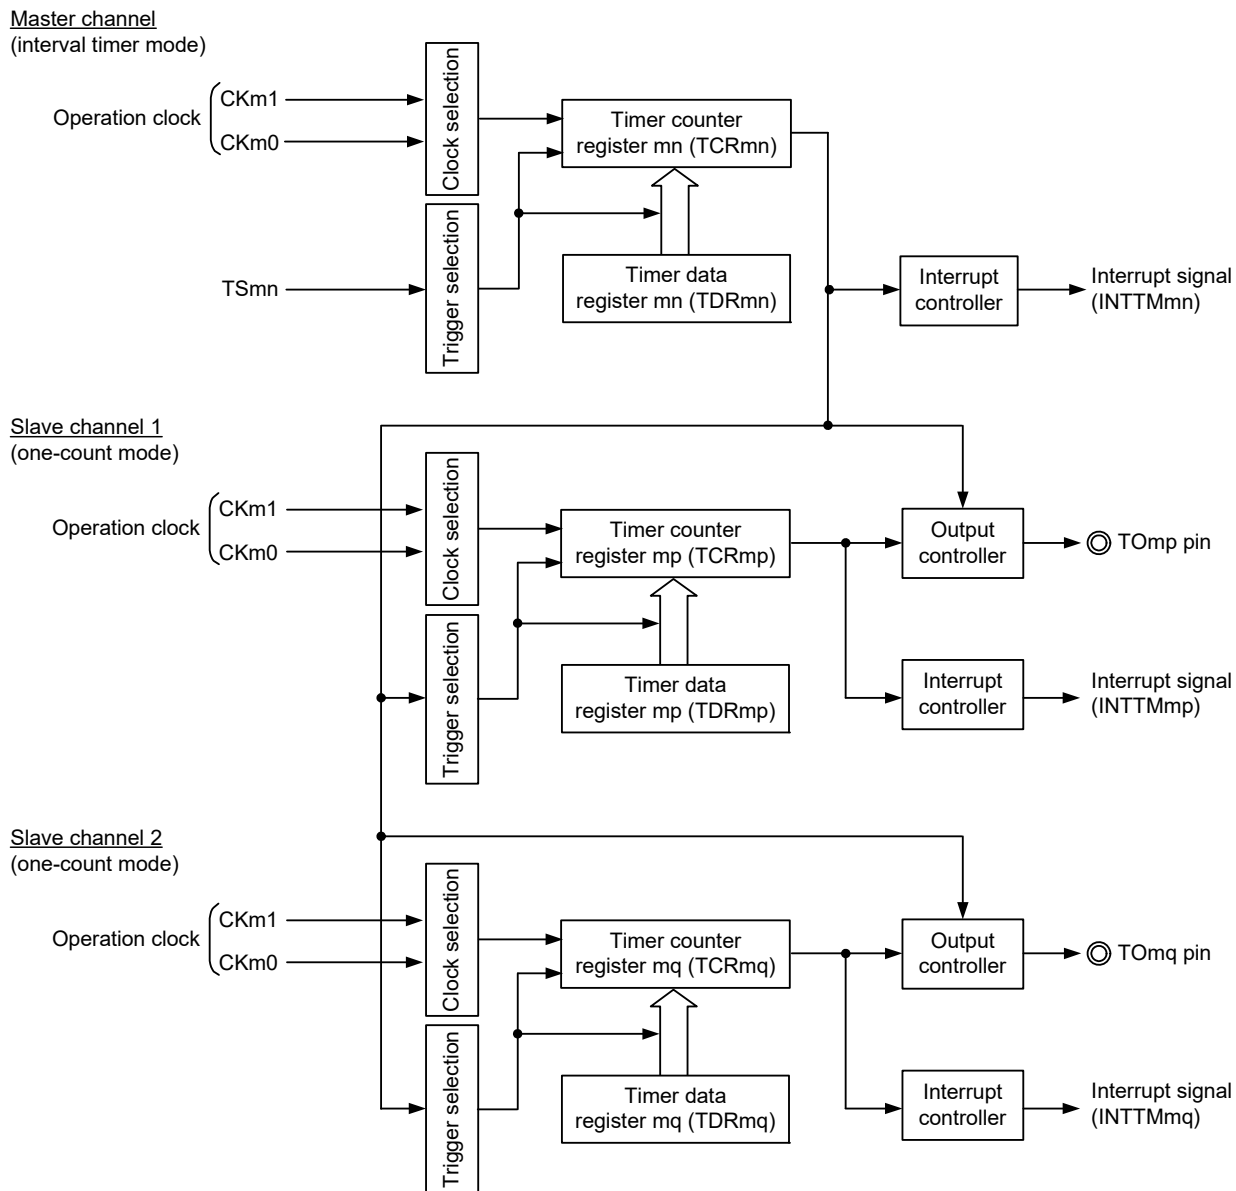 Master channel
(interval timer mode)
Operation clock
CKm1
CKm0
Clock selection
Timer counter
register mn (TCRmn)
TSmn
Trigger selection
Timer data
register mn (TDRmn)
Interrupt
controller
Interrupt signal
(INTTMmn)
Slave channel 1
(one-count mode)
Operation clock
CKm1
CKm0
Clock selection
Timer counter
register mp (TCRmp)
Output
controller
TOmp pin
Trigger selection
Timer data
register mp (TDRmp)
Interrupt
controller
Interrupt signal
(INTTMmp)
Slave channel 2
(one-count mode)
Operation clock
CKm1
CKm0
Clock selection
Timer counter
register mq (TCRmq)
Output
controller
TOmq pin
Trigger selection
Timer data
register mq (TDRmq)
Interrupt
controller
Interrupt signal
(INTTMmq)